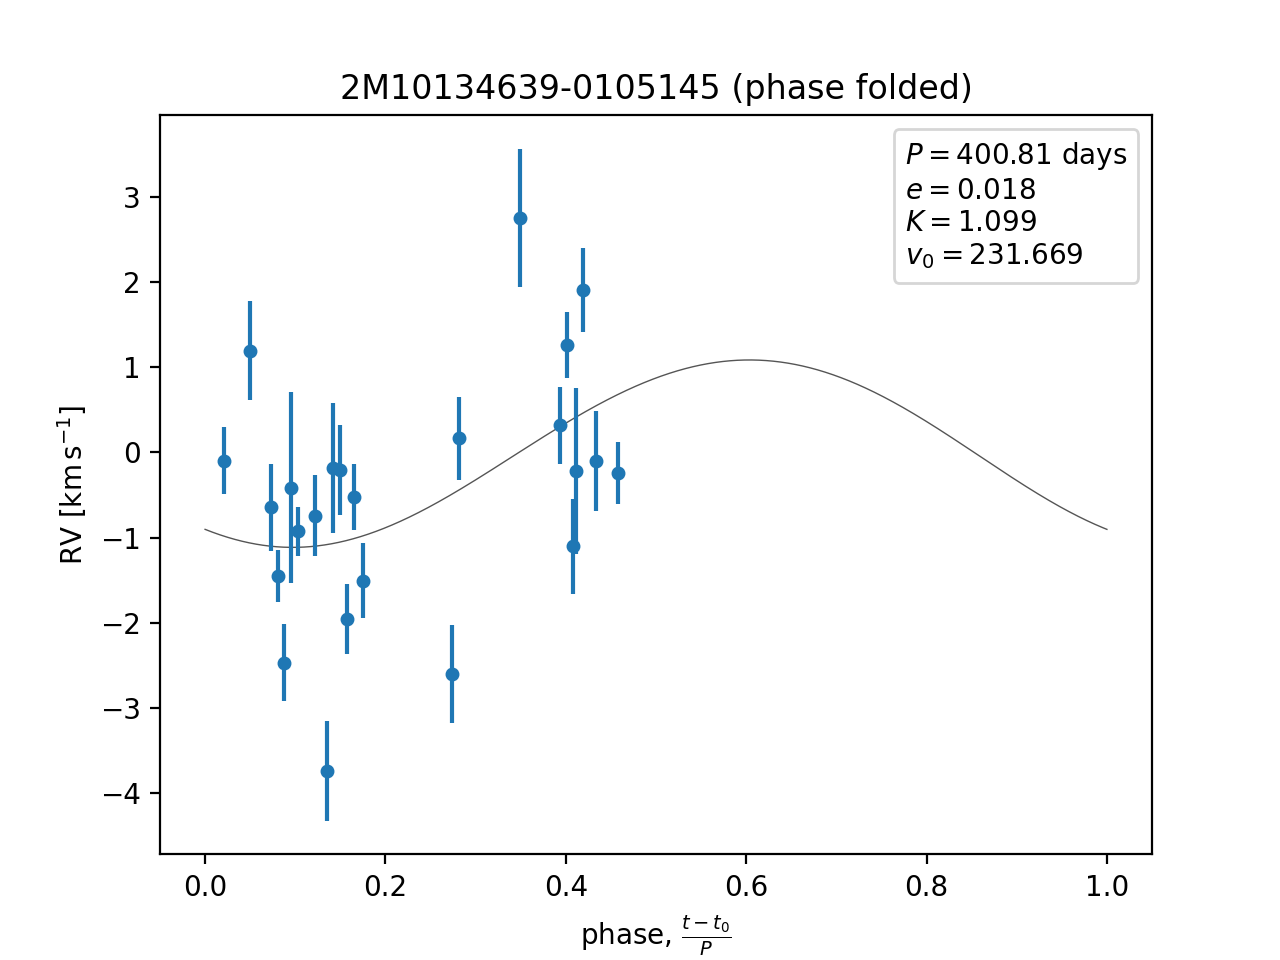 2M10134639-0105145 (phase folded)
P = 400.81 days
e = 0.018
K = 1.099
v₀ = 231.669
3
2
1
0
−1
−2
−3
−4
RV [km s⁻¹]
0.0 0.2 0.4 0.6 0.8 1.0
phase, (t − t₀)/P